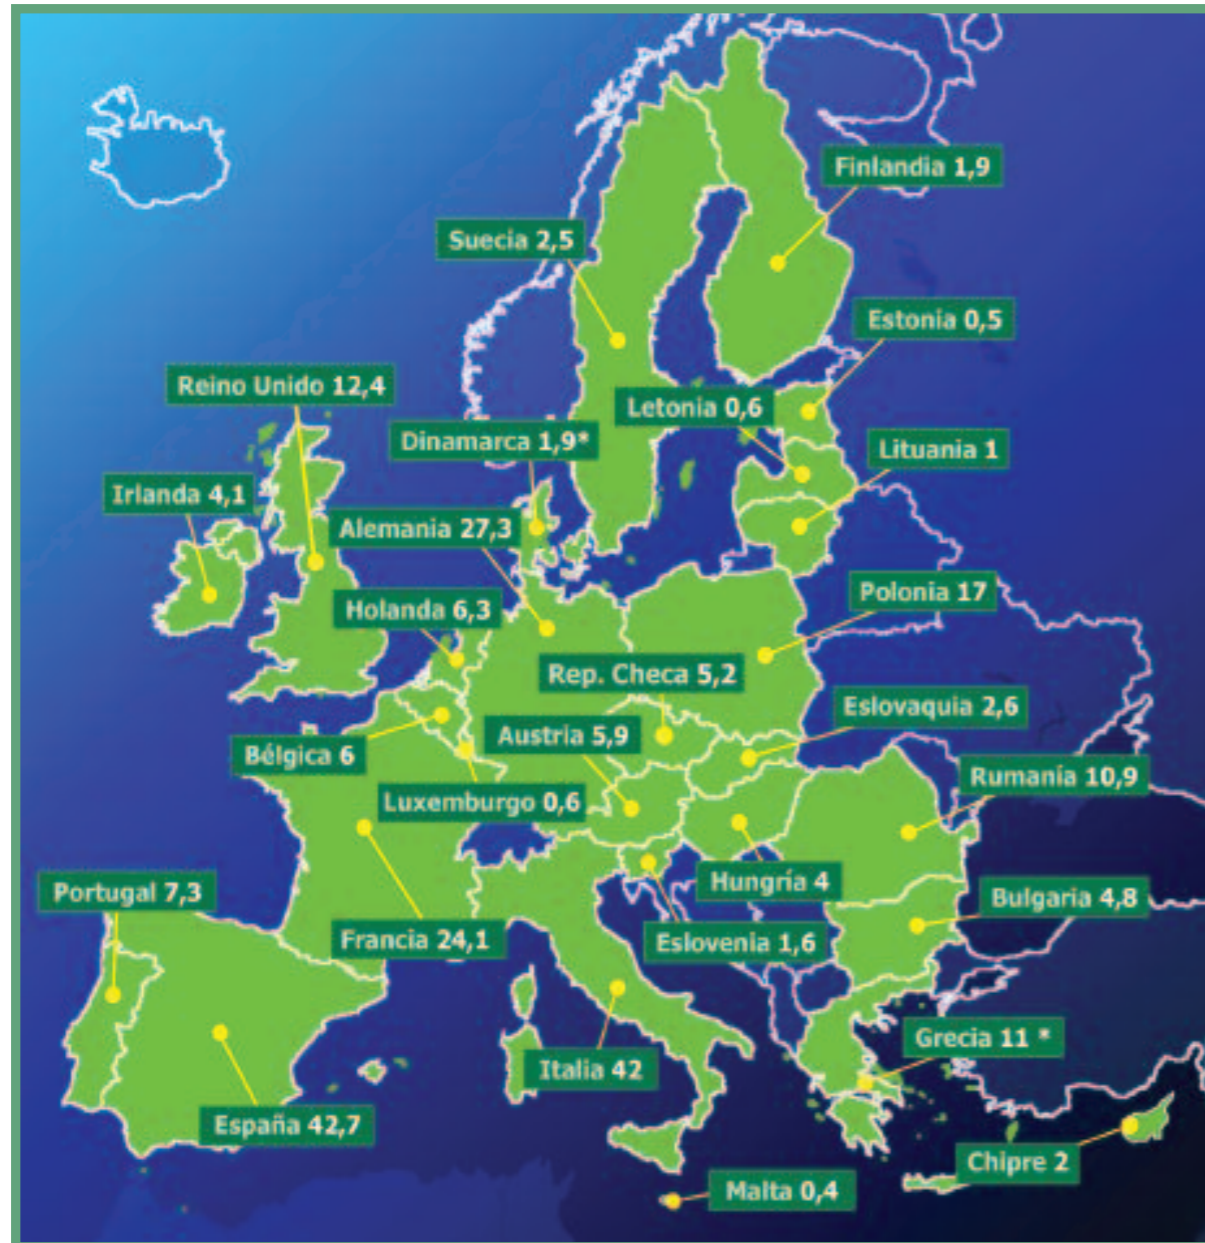 Finlandia 1,9
Suecia 2,5
Estonia 0,5
Reino Unido 12,4
Letonia 0,6
Dinamarca 1,9*
Lituania 1
Irlanda 4,1
Alemania 27,3
Polonia 17
Holanda 6,3
Rep. Checa 5,2
Eslovaquia 2,6
Austria 5,9
Bélgica 6
Rumanía 10,9
Luxemburgo 0,6
Hungría 4
Portugal 7,3
Bulgaria 4,8
Francia 24,1
Eslovenia 1,6
Grecia 11 *
Italia 42
España 42,7
Chipre 2
Malta 0,4